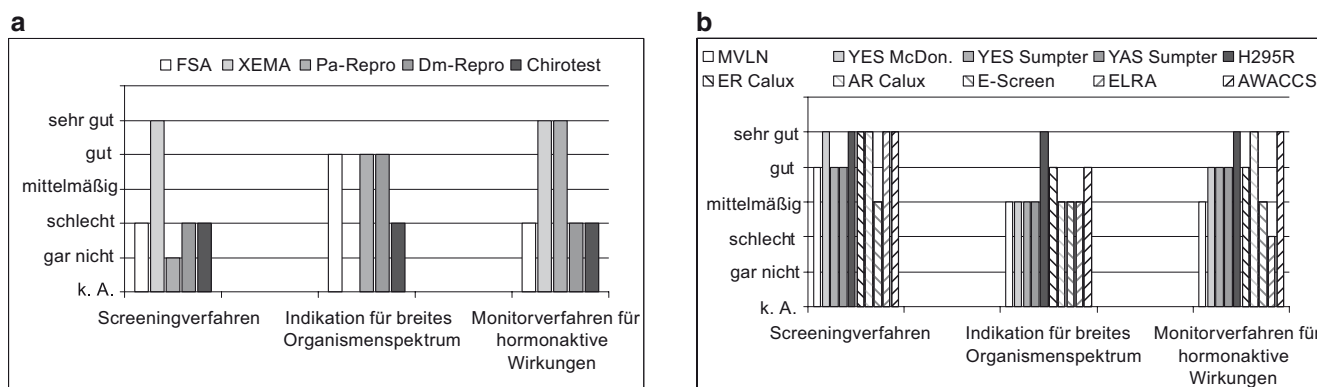 a
FSA XEMA Pa-Repro Dm-Repro Chirotest
sehr gut
gut
mittelmäßig
schlecht
gar nicht
k. A.
Screeningverfahren
Indikation für breites
Organismenspektrum
Monitorverfahren für
hormonaktive
Wirkungen
b
MVLN YES McDon. YES Sumpter YAS Sumpter H295R
ER Calux AR Calux E-Screen ELRA AWACCS
sehr gut
gut
mittelmäßig
schlecht
gar nicht
k. A.
Screeningverfahren
Indikation für breites
Organismenspektrum
Monitorverfahren für
hormonaktive
Wirkungen